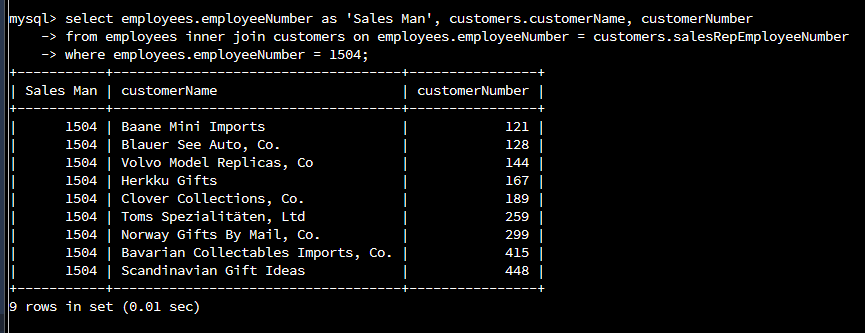 mysql> select employees.employeeNumber as 'Sales Man', customers.customerName, customerNumber
    -> from employees inner join customers on employees.employeeNumber = customers.salesRepEmployeeNumber
    -> where employees.employeeNumber = 1504;
+-----------+--------------------------------+----------------+
| Sales Man | customerName                   | customerNumber |
+-----------+--------------------------------+----------------+
|      1504 | Baane Mini Imports             |            121 |
|      1504 | Blauer See Auto, Co.           |            128 |
|      1504 | Volvo Model Replicas, Co       |            144 |
|      1504 | Herkku Gifts                   |            167 |
|      1504 | Clover Collections, Co.        |            189 |
|      1504 | Toms Spezialitäten, Ltd        |            259 |
|      1504 | Norway Gifts By Mail, Co.      |            299 |
|      1504 | Bavarian Collectables Imports, Co. |            415 |
|      1504 | Scandinavian Gift Ideas        |            448 |
+-----------+--------------------------------+----------------+
9 rows in set (0.01 sec)